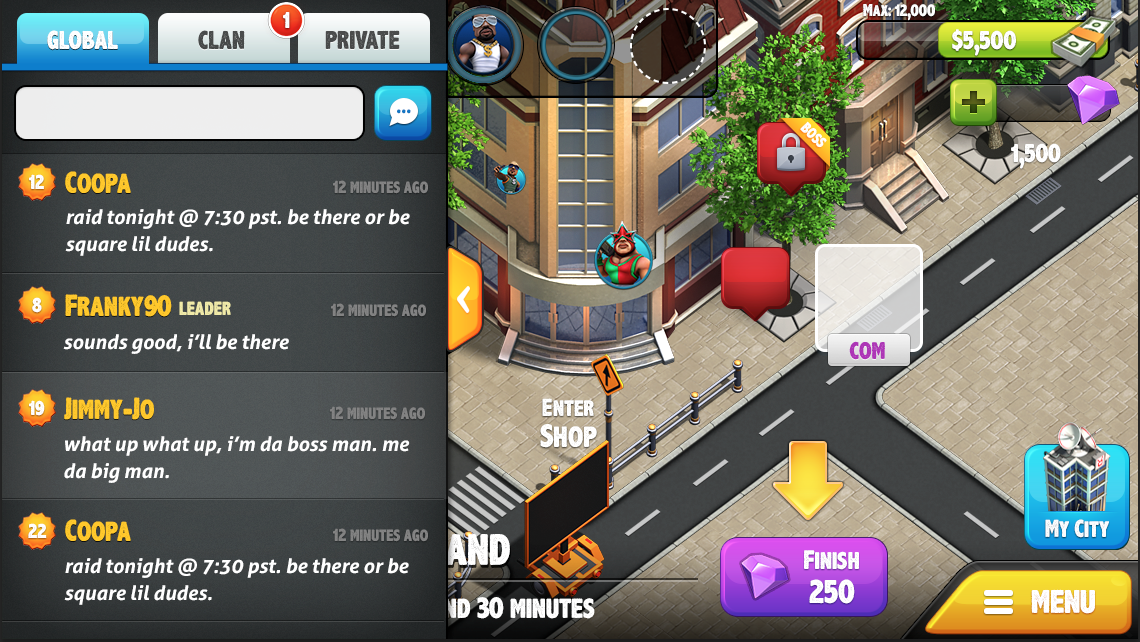 GLOBAL
CLAN
1
PRIVATE
12
COOPA
12 MINUTES AGO
raid tonight @ 7:30 pst. be there or be
square lil dudes.
8
FRANKY90 LEADER
12 MINUTES AGO
sounds good, i'll be there
19
JIMMY-JO
12 MINUTES AGO
what up what up, i'm da boss man. me
da big man.
22
COOPA
12 MINUTES AGO
raid tonight @ 7:30 pst. be there or be
square lil dudes.
MAX: 12,000
$5,500
1,500
BOSS
COM
ENTER
SHOP
AND
ND 30 MINUTES
FINISH
250
MY CITY
MENU